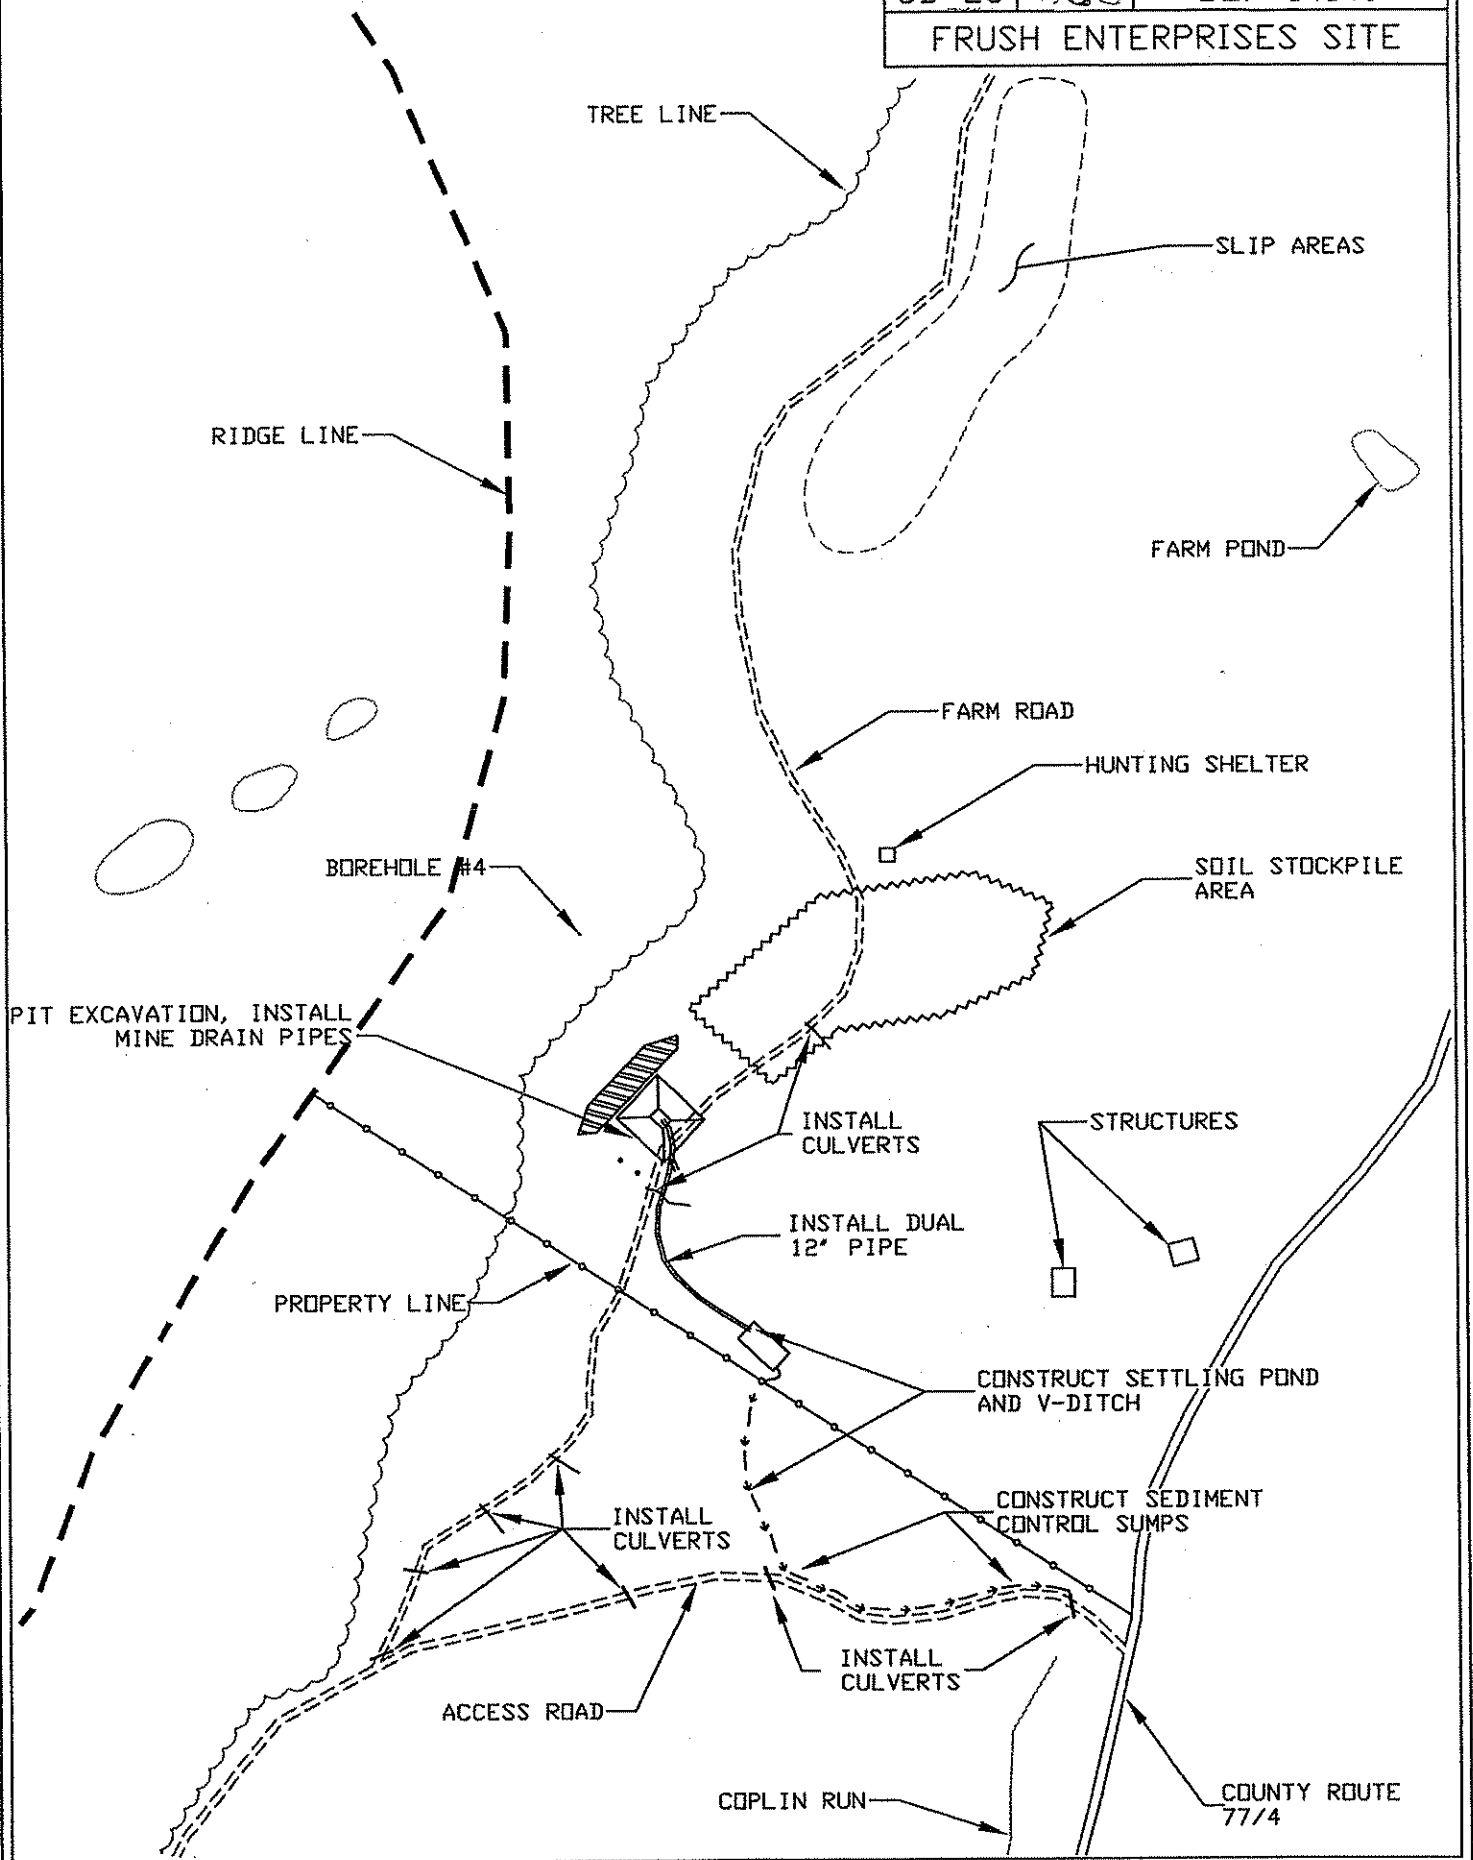 FRUSH ENTERPRISES SITE
TREE LINE
SLIP AREAS
RIDGE LINE
FARM POND
FARM ROAD
HUNTING SHELTER
BOREHOLE #4
SOIL STOCKPILE
AREA
PIT EXCAVATION, INSTALL
MINE DRAIN PIPES
INSTALL
CULVERTS
STRUCTURES
INSTALL DUAL
12" PIPE
PROPERTY LINE
CONSTRUCT SETTLING POND
AND V-DITCH
CONSTRUCT SEDIMENT
CONTROL SUMPS
INSTALL
CULVERTS
INSTALL
CULVERTS
ACCESS ROAD
COPLIN RUN
COUNTY ROUTE
77/4